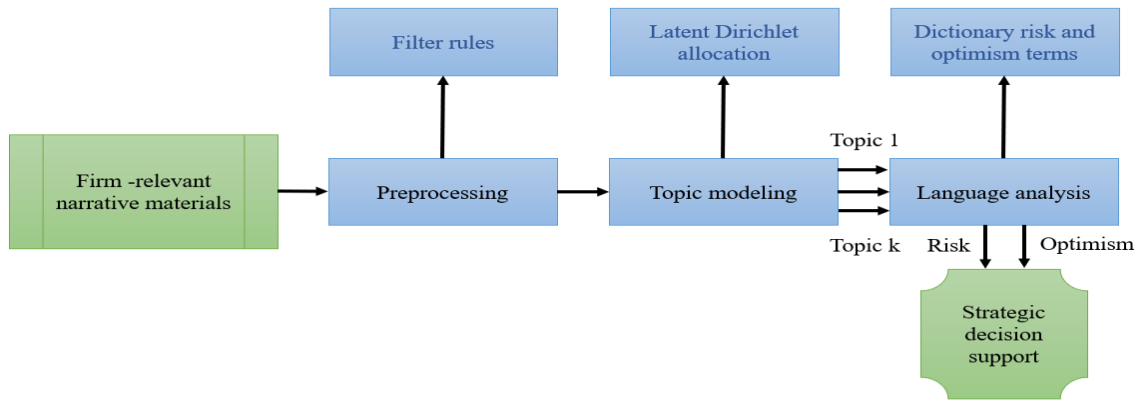 Filter rules
Latent Dirichlet
allocation
Dictionary risk and
optimism terms
Firm -relevant
narrative materials
Preprocessing
Topic modeling
Topic 1
Topic k
Language analysis
Risk
Optimism
Strategic
decision
support